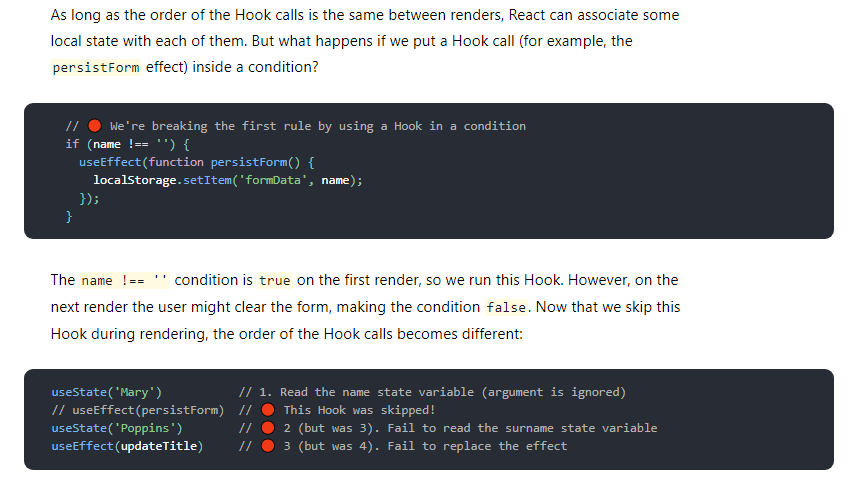 As long as the order of the Hook calls is the same between renders, React can associate some
local state with each of them. But what happens if we put a Hook call (for example, the
persistForm effect) inside a condition?
// 🔴 We're breaking the first rule by using a Hook in a condition
if (name !== '') {
useEffect(function persistForm() {
localStorage.setItem('formData', name);
});
}
The name !== '' condition is true on the first render, so we run this Hook. However, on the
next render the user might clear the form, making the condition false. Now that we skip this
Hook during rendering, the order of the Hook calls becomes different:
useState('Mary') // 1. Read the name state variable (argument is ignored)
// useEffect(persistForm) // 🔴 This Hook was skipped!
useState('Poppins') // 🔴 2 (but was 3). Fail to read the surname state variable
useEffect(updateTitle) // 🔴 3 (but was 4). Fail to replace the effect